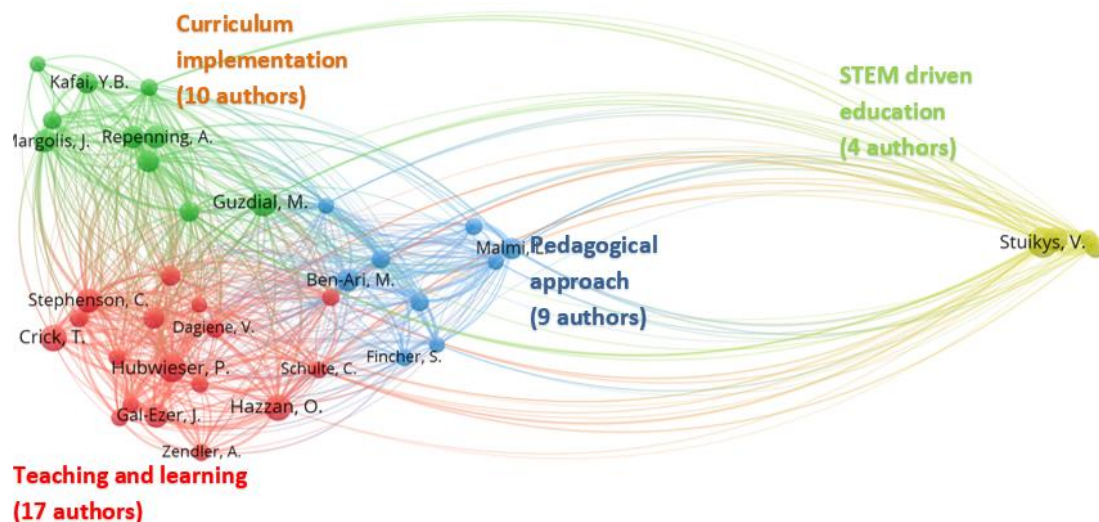 Curriculum
implementation
(10 authors)
STEM driven
education
(4 authors)
Kafai, Y.B.
Margolis, J.
Repenning, A.
Guzdial, M.
Stuikys, V.
Malmi, L.
Pedagogical
approach
(9 authors)
Ben-Ari, M.
Stephenson, C.
Dagiene, V.
Crick, T.
Fincher, S.
Hubwieser, P.
Schulte, C.
Hazzan, O.
Gal-Ezer, J.
Zendler, A.
Teaching and learning
(17 authors)